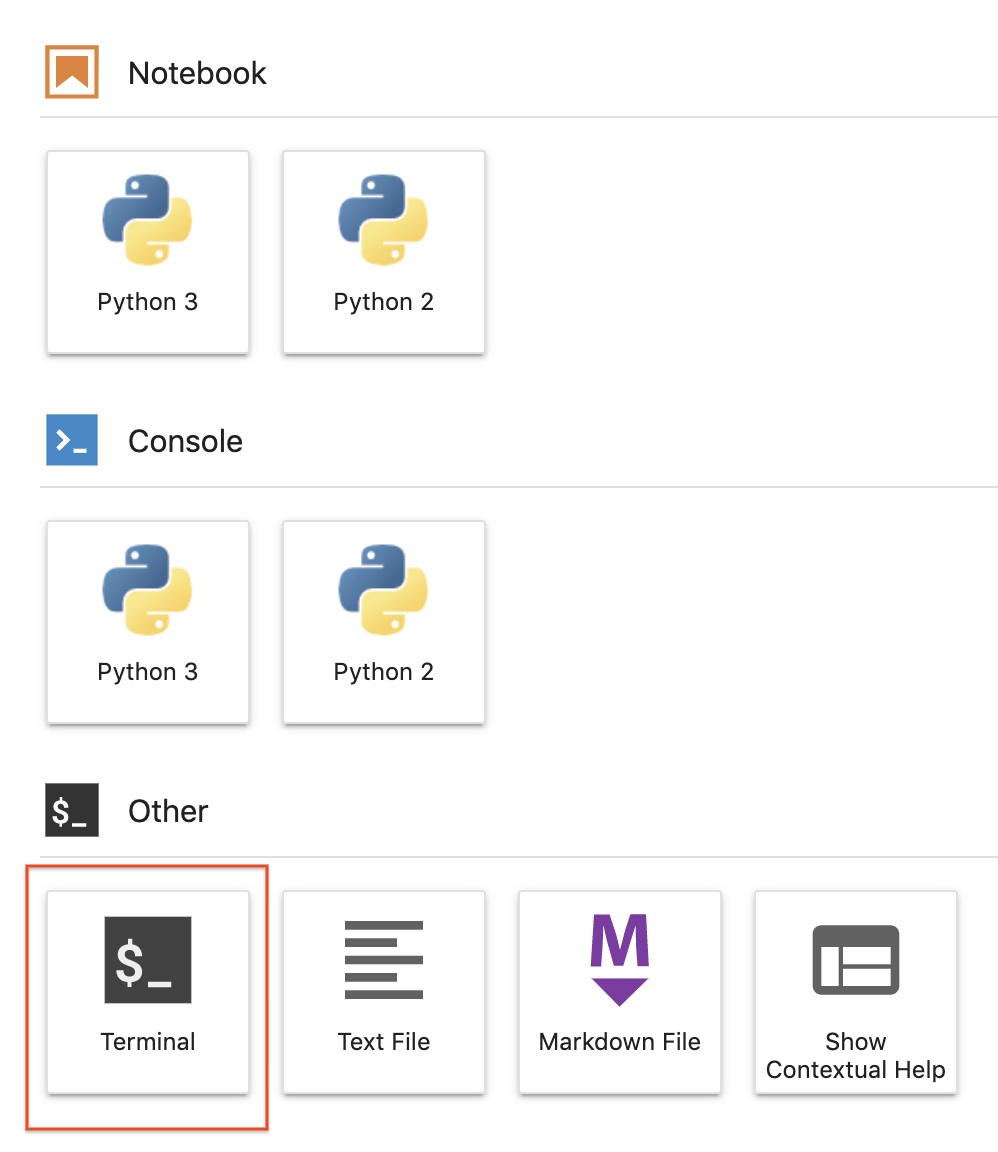 Notebook
Python 3
Python 2
>_
Console
Python 3
Python 2
$_
Other
$_
Terminal
Text File
M
Markdown File
Show
Contextual Help